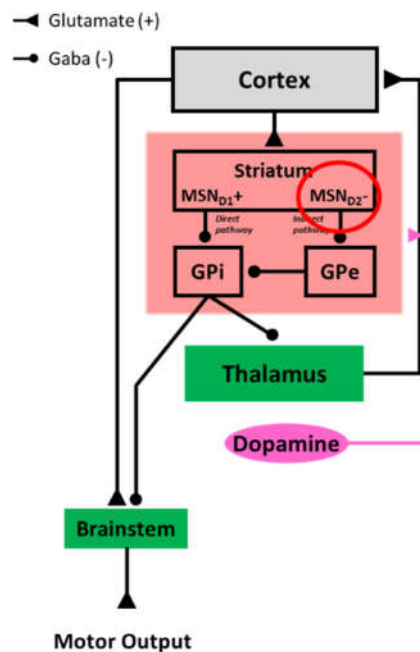 Glutamate (+)
Gaba (-)
Cortex
Striatum
MSND1+ MSND2-
Direct pathway
Indirect pathway
GPi GPe
Thalamus
Dopamine
Brainstem
Motor Output